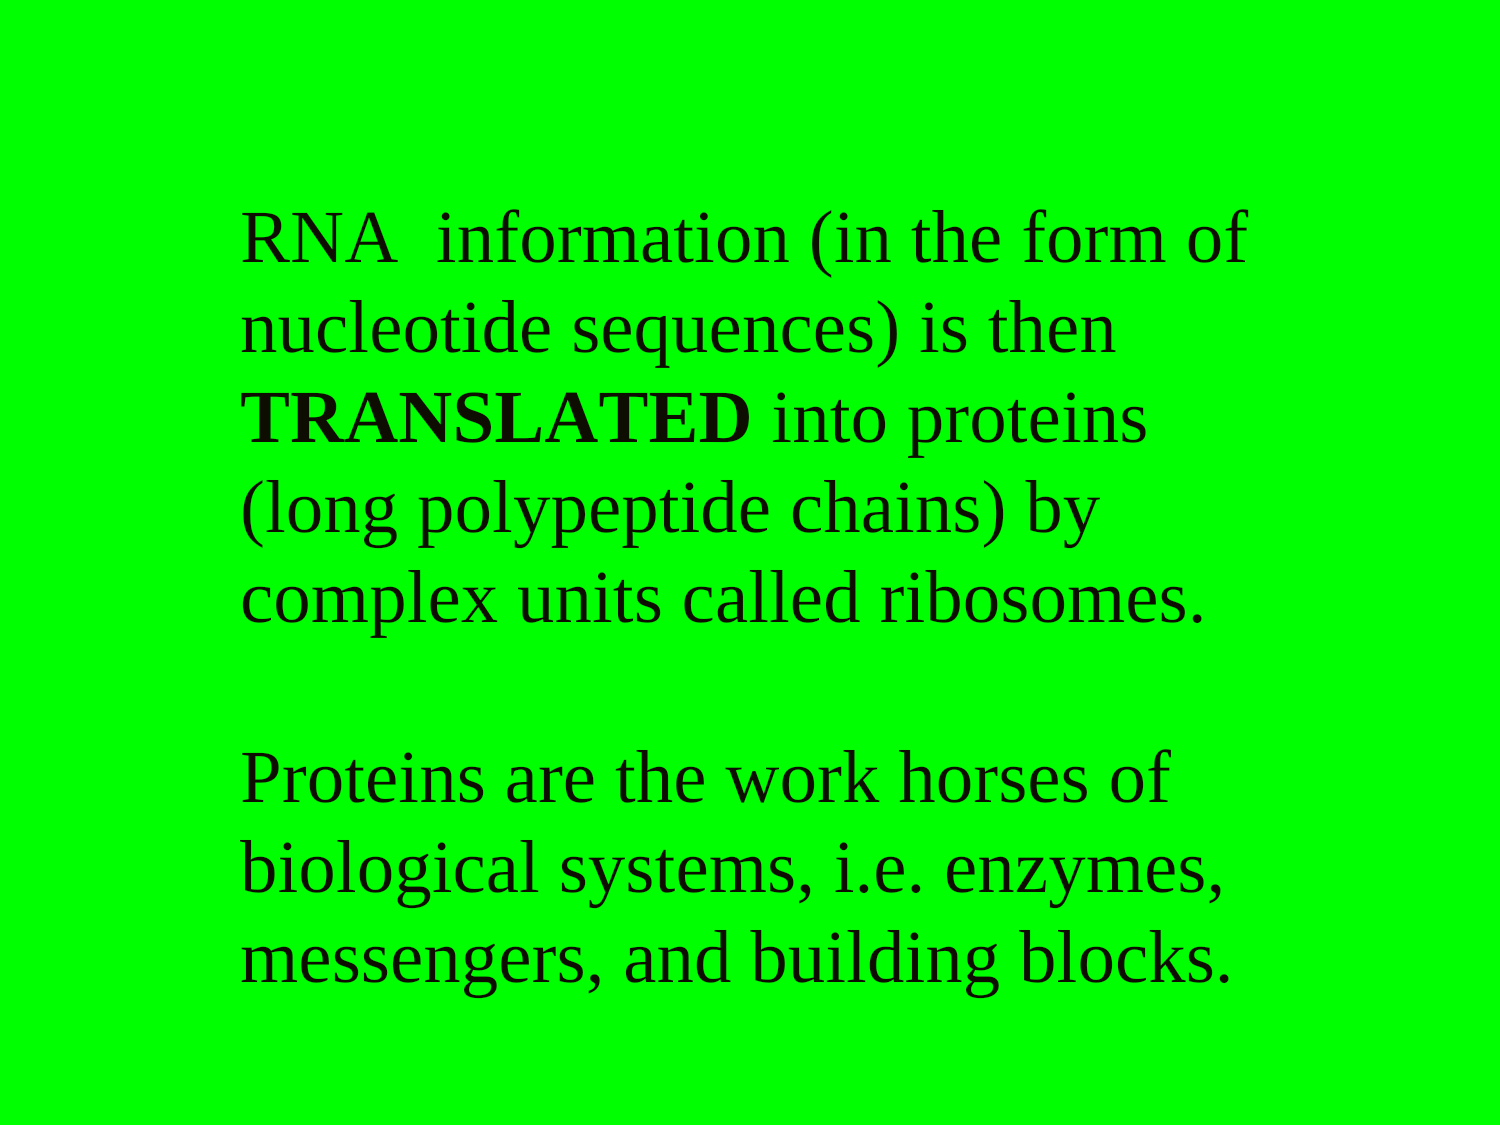 RNA  information (in the form of
nucleotide sequences) is then
TRANSLATED into proteins
(long polypeptide chains) by
complex units called ribosomes.
Proteins are the work horses of
biological systems, i.e. enzymes,
messengers, and building blocks.